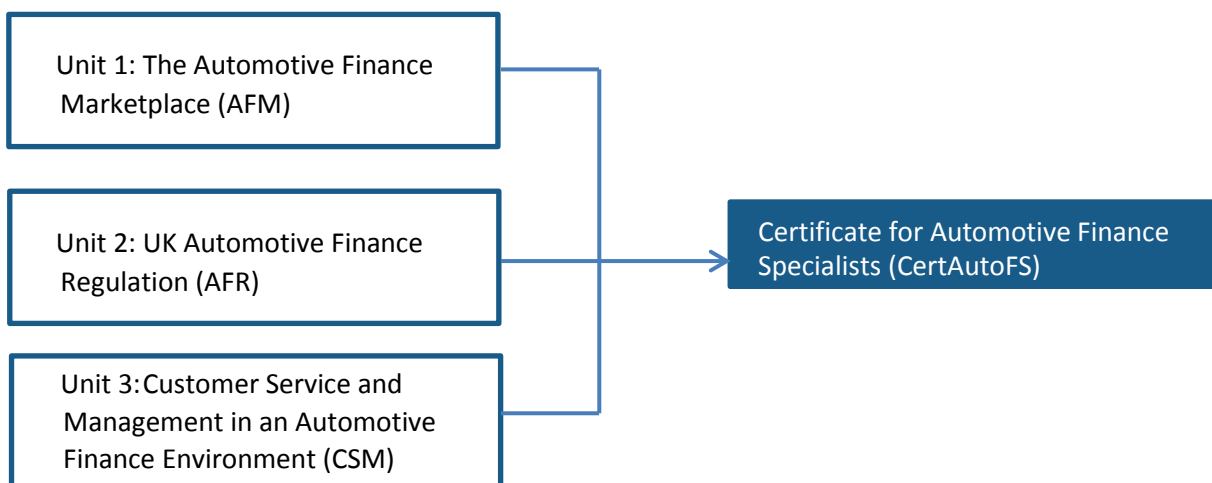 Unit 1: The Automotive Finance
Marketplace (AFM)
Unit 2: UK Automotive Finance
Regulation (AFR)
Unit 3: Customer Service and
Management in an Automotive
Finance Environment (CSM)
Certificate for Automotive Finance
Specialists (CertAutoFS)